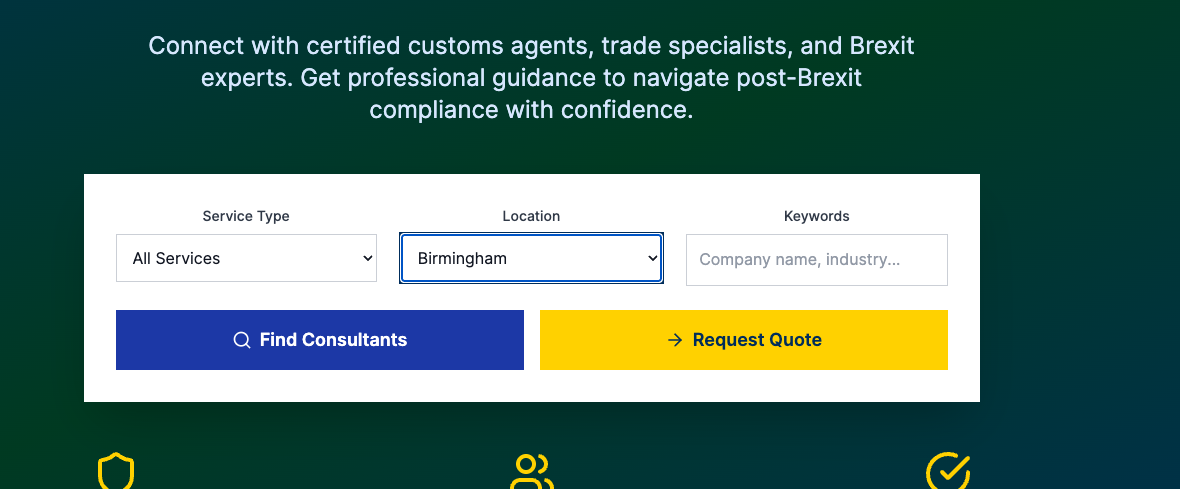 Connect with certified customs agents, trade specialists, and Brexit
experts. Get professional guidance to navigate post-Brexit
compliance with confidence.
Service Type
Location
Keywords
All Services
Birmingham
Company name, industry...
Find Consultants
Request Quote